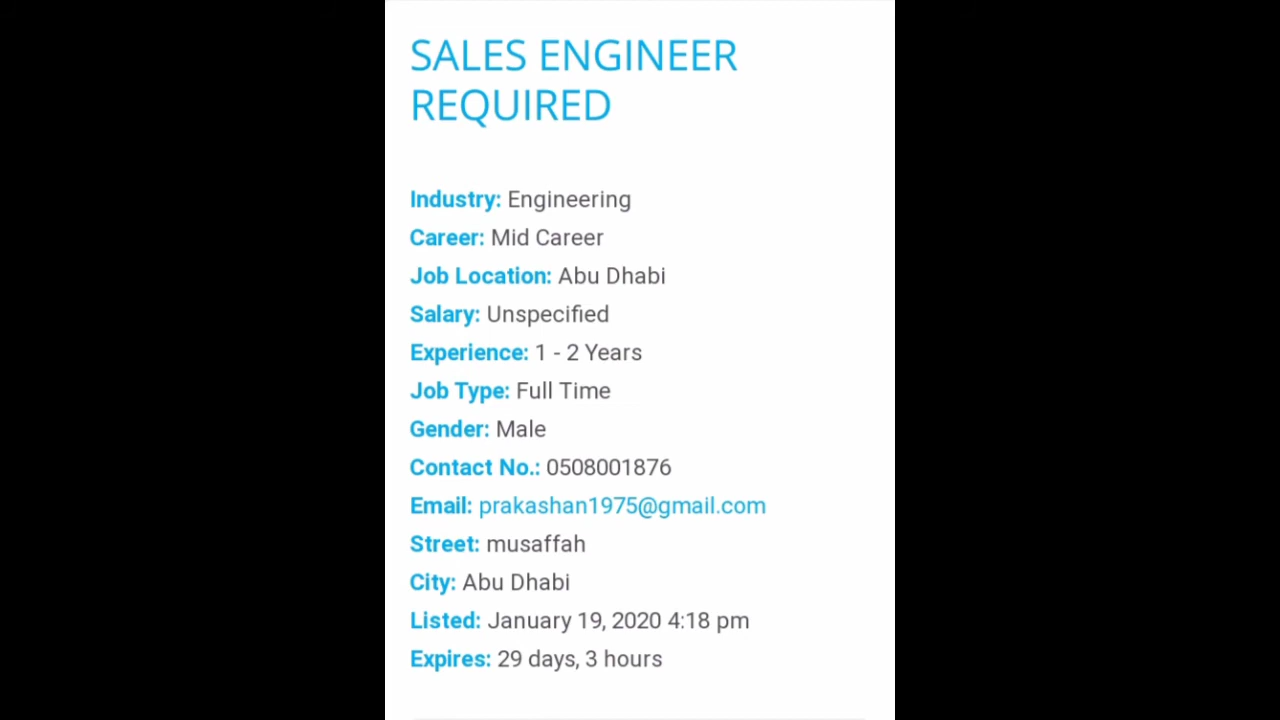 SALES ENGINEER
REQUIRED
Industry: Engineering
Career: Mid Career
Job Location: Abu Dhabi
Salary: Unspecified
Experience: 1 - 2 Years
Job Type: Full Time
Gender: Male
Contact No.: 0508001876
Email: prakashan1975@gmail.com
Street: musaffah
City: Abu Dhabi
Listed: January 19, 2020 4:18 pm
Expires: 29 days, 3 hours